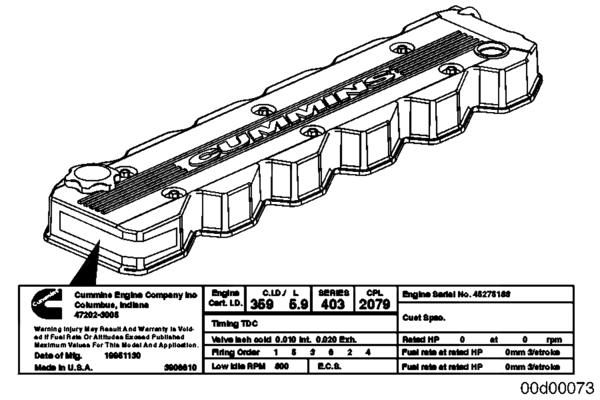 CUMMINS
Cummins
Cummine Engine Company Inc
Columbus, Indiana
47202-3005
Warning Injury May Result And Warranty Is Void-
ed If Fuel Rate Or Altitudes Exceed Published
Maximum Values For This Model And Application.
Date of Mfg. 19951130
Made in U.S.A. 3906610
Engine
Cert. I.D. C.I.D./ L
359 5.9 SERIES
403 CPL
2079
Timing TDC
Valve lash cold 0.010 Int. 0.020 Exh.
Firing Order 1 5 3 6 2 4
Low Idle RPM 800 E.C.S.
Engine Serial No. 45275188
Cust Spec.
Rated HP 0 at 0 rpm
Fuel rate at rated HP 0mm 3/stroke
Fuel rate at rated HP 0mm 3/stroke
00d00073